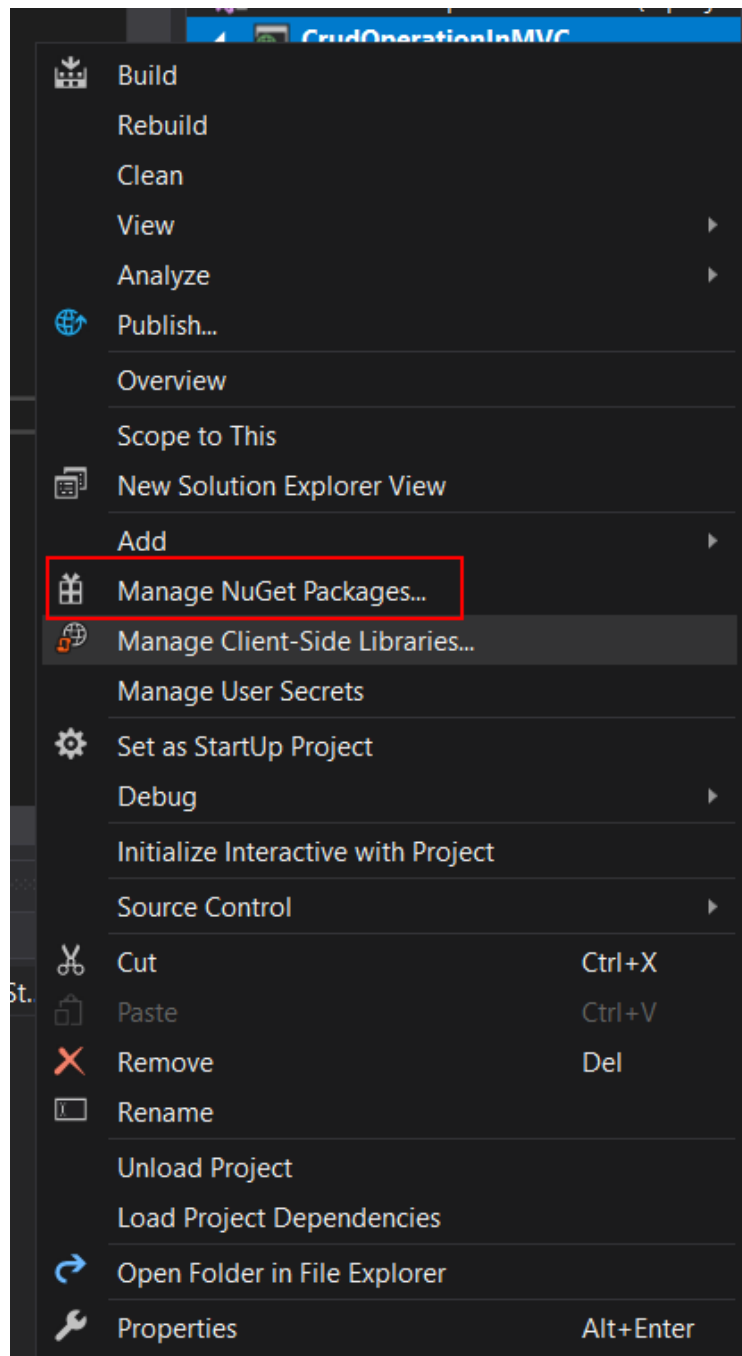 CrudOperationInMVC
Build
Rebuild
Clean
View
Analyze
Publish...
Overview
Scope to This
New Solution Explorer View
Add
Manage NuGet Packages...
Manage Client-Side Libraries...
Manage User Secrets
Set as StartUp Project
Debug
Initialize Interactive with Project
Source Control
Cut Ctrl+X
St..
Paste Ctrl+V
Remove Del
Rename
Unload Project
Load Project Dependencies
Open Folder in File Explorer
Properties Alt+Enter